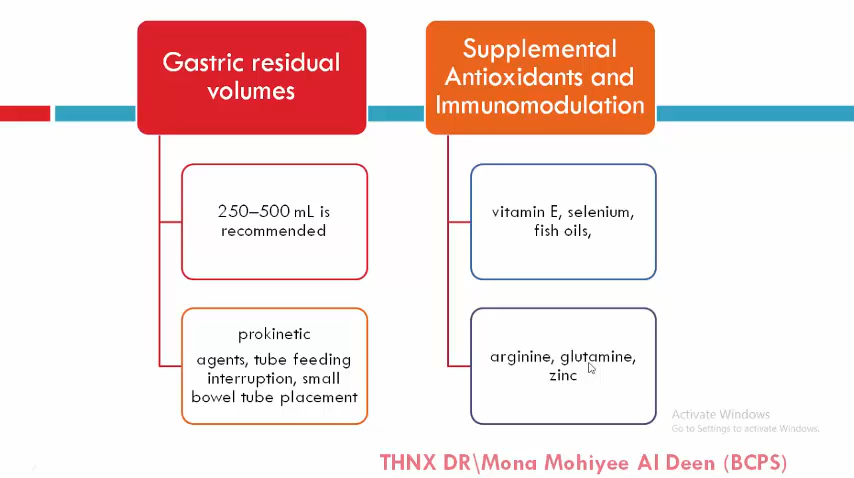 Gastric residual
volumes
250–500 mL is
recommended
prokinetic
agents, tube feeding
interruption, small
bowel tube placement
Supplemental
Antioxidants and
Immunomodulation
vitamin E, selenium,
fish oils,
arginine, glutamine,
zinc
Activate Windows
Go to Settings to activate Windows.
THNX DR\Mona Mohiyee Al Deen (BCPS)